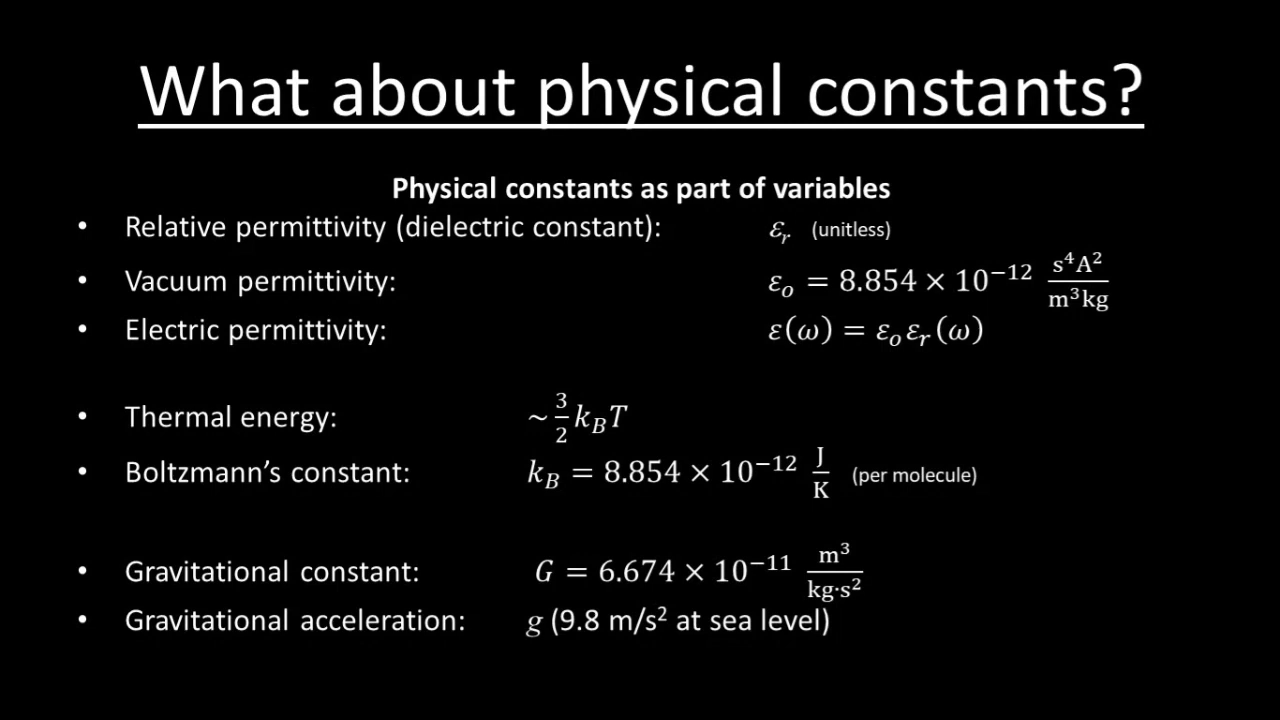 What about physical constants?
Physical constants as part of variables
• Relative permittivity (dielectric constant): εᵣ (unitless)
• Vacuum permittivity: εₒ = 8.854 × 10⁻¹² s⁴A²/m³kg
• Electric permittivity: ε(ω) = εₒεᵣ(ω)
• Thermal energy: ~3/2 k_B T
• Boltzmann’s constant: k_B = 8.854 × 10⁻¹² J/K (per molecule)
• Gravitational constant: G = 6.674 × 10⁻¹¹ m³/kg·s²
• Gravitational acceleration: g (9.8 m/s² at sea level)